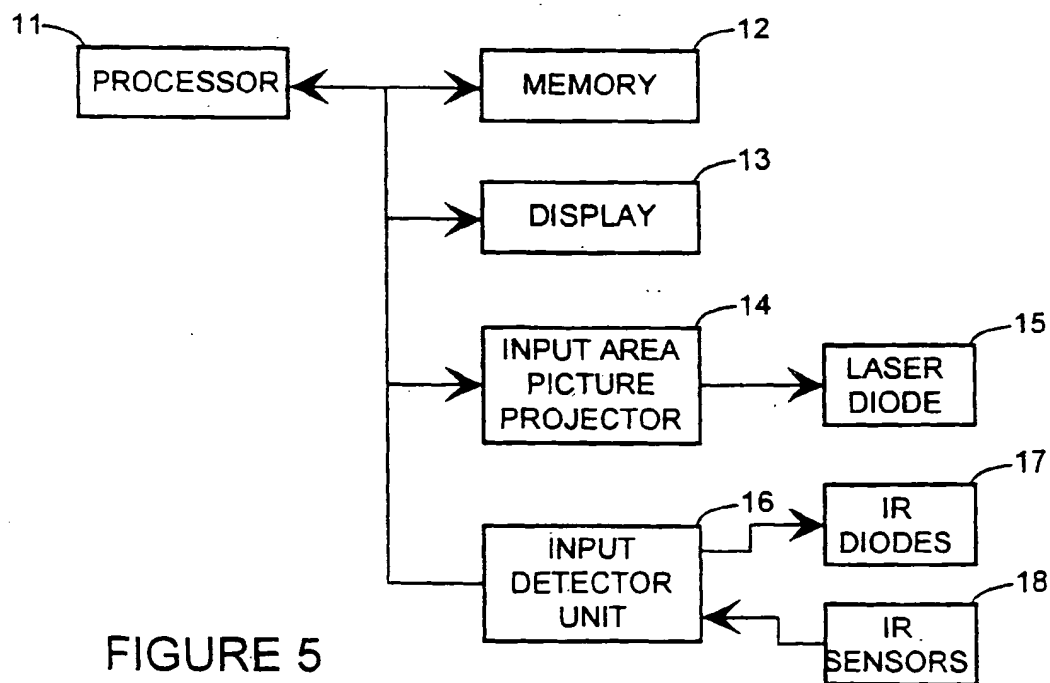 11
PROCESSOR
12
MEMORY
13
DISPLAY
14
INPUT AREA
PICTURE
PROJECTOR
15
LASER
DIODE
16
INPUT
DETECTOR
UNIT
17
IR
DIODES
18
IR
SENSORS
FIGURE 5